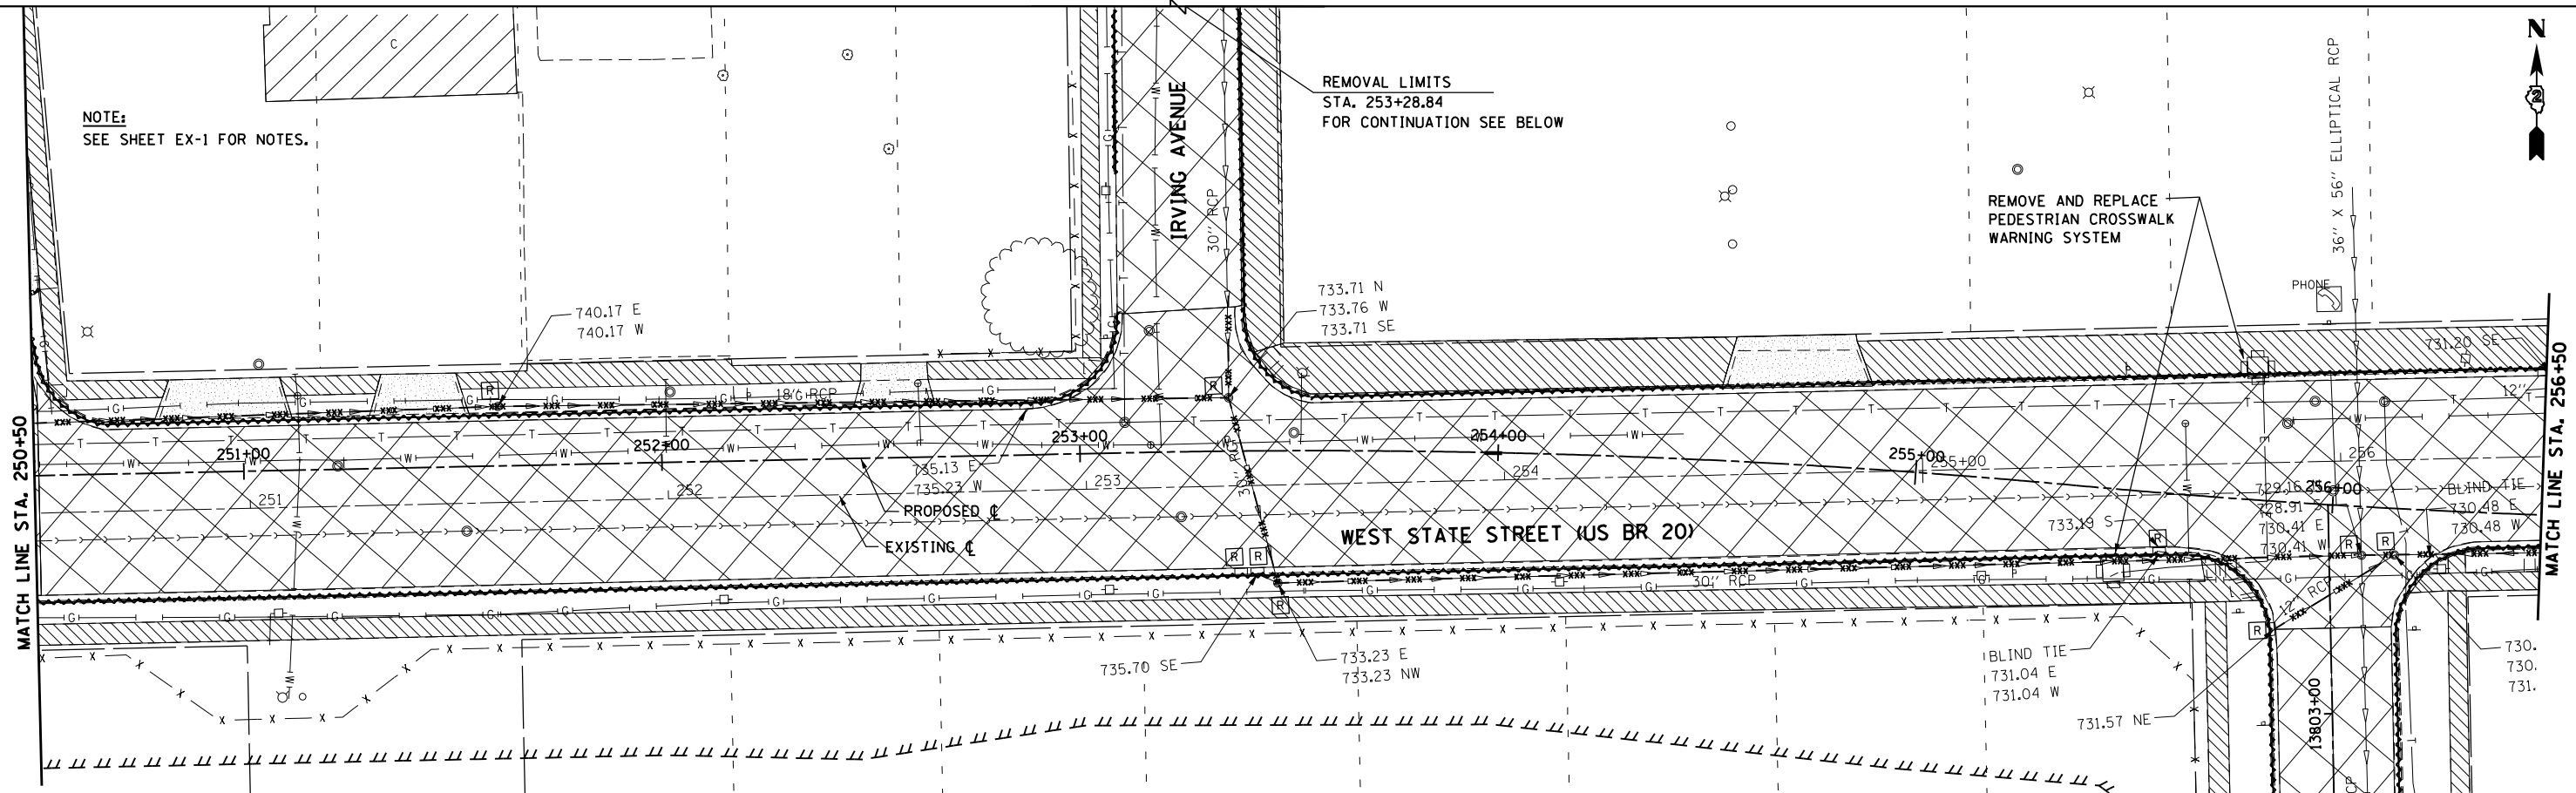 NOTE:
SEE SHEET EX-1 FOR NOTES.
C
IRVING AVENUE
30" RCP
REMOVAL LIMITS
STA. 253+28.84
FOR CONTINUATION SEE BELOW
REMOVE AND REPLACE
PEDESTRIAN CROSSWALK
WARNING SYSTEM
36" X 56" ELLIPTICAL RCP
N
2
PHONE
740.17 E
740.17 W
733.71 N
733.76 W
733.71 SE
731.20 SE
12"
18" RCP
MATCH LINE STA. 250+50
MATCH LINE STA. 256+50
251+00
252+00
253+00
254+00
255+00
255+00
256+00
251
252
253
254
256
735.13 E
735.23 W
PROPOSED ℄
EXISTING ℄
WEST STATE STREET (US BR 20)
733.19 S
729.16
728.91 S
730.41 E
730.41 W
BLIND TIE
730.48 E
730.48 W
30" RCP
12" RCP
735.70 SE
733.23 E
733.23 NW
BLIND TIE
731.04 E
731.04 W
731.57 NE
13803+00
730.
730.
731.